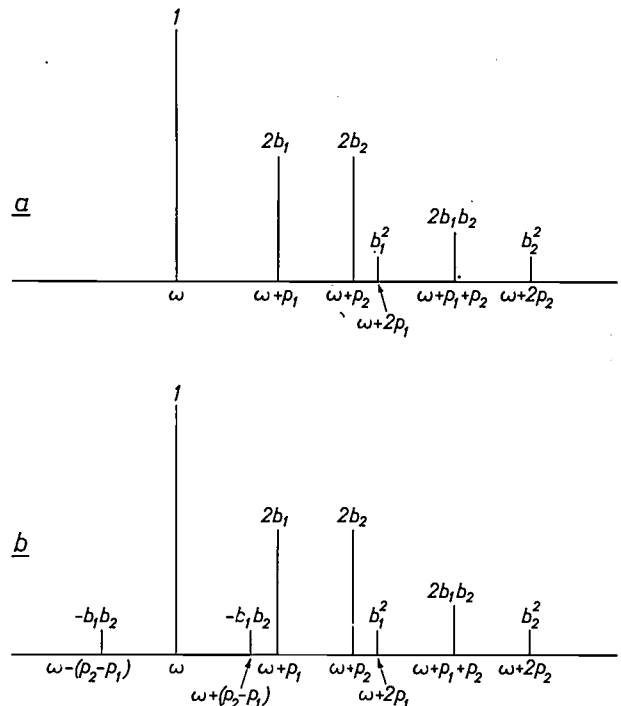 1
2b₁ 2b₂
a
b₁² 2b₁b₂ b₂²
ω ω+p₁ ω+p₂ ω+p₁+p₂ ω+2p₂
ω+2p₁
1
2b₁ 2b₂
b
-b₁b₂ -b₁b₂ b₁² 2b₁b₂ b₂²
ω-(p₂-p₁) ω ω+p₁ ω+p₂ ω+p₁+p₂ ω+2p₂
ω+(p₂-p₁) ω+2p₁